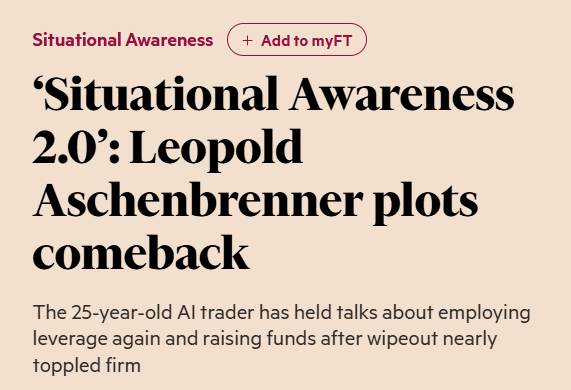 Situational Awareness
+ Add to myFT
‘Situational Awareness
2.0’: Leopold
Aschenbrenner plots
comeback
The 25-year-old AI trader has held talks about employing
leverage again and raising funds after wipeout nearly
toppled firm